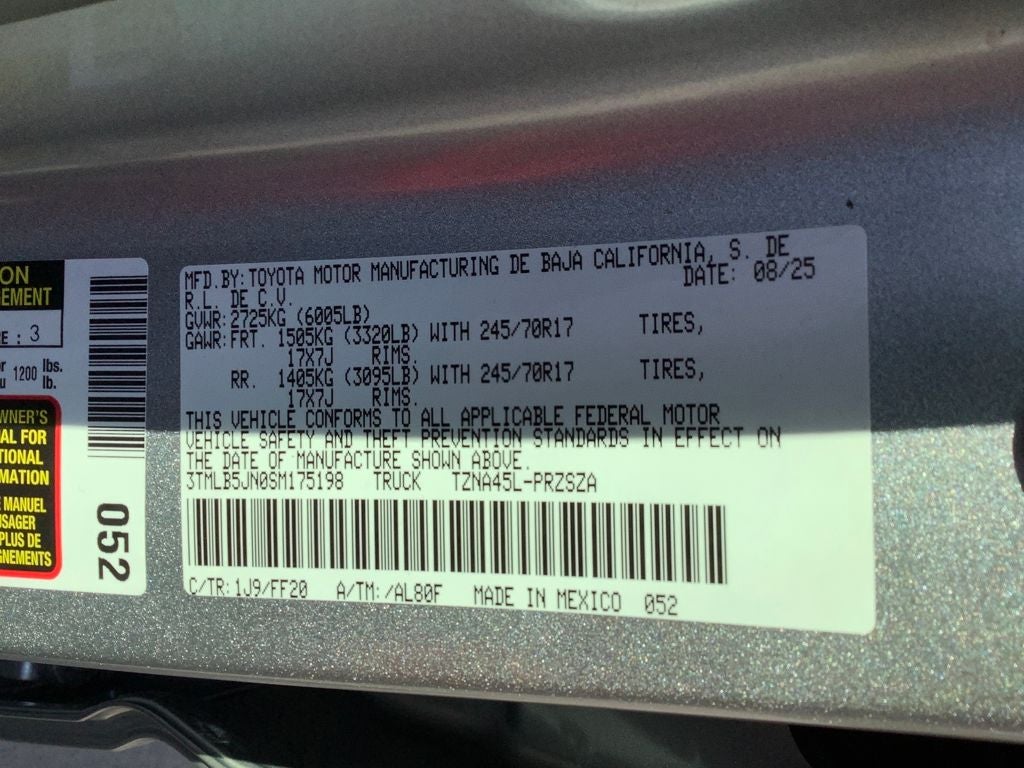 ON
GEMENT
RE : 3
1200 lbs.
lb.
WNER'S
AL FOR
TIONAL
MATION
MANUEL
USAGER
PLUS DE
GNEMENTS
052
MFD. BY: TOYOTA MOTOR MANUFACTURING DE BAJA CALIFORNIA, S. DE
R.L. DE C.V. DATE: 08/25
GVWR: 2725KG (6005LB)
GAWR: FRT. 1505KG (3320LB) WITH 245/70R17 TIRES,
17X7J RIMS.
RR. 1405KG (3095LB) WITH 245/70R17 TIRES,
17X7J RIMS.
THIS VEHICLE CONFORMS TO ALL APPLICABLE FEDERAL MOTOR
VEHICLE SAFETY AND THEFT PREVENTION STANDARDS IN EFFECT ON
THE DATE OF MANUFACTURE SHOWN ABOVE.
3TMLB5JN0SM175198 TRUCK TZNA45L-PRZSZA
C/TR: 1J9/FF20 A/TM: /AL80F MADE IN MEXICO 052